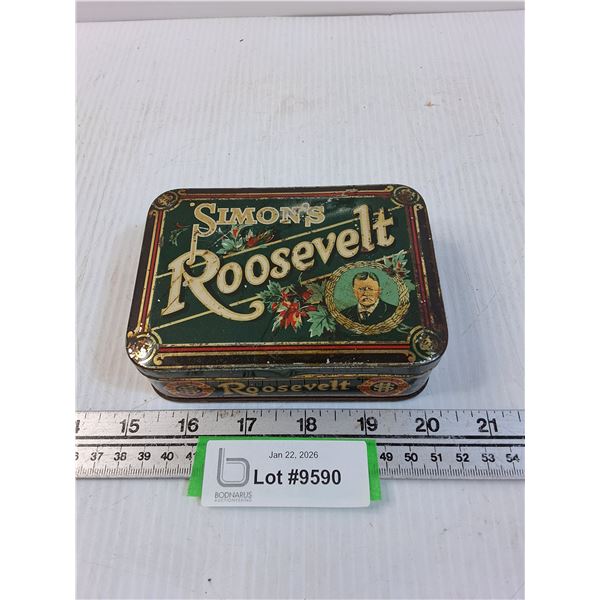 SIMON'S
Roosevelt
Roosevelt
15 16 17 18 19 20 21
37 38 39 40 41 49 50 51 52 53 54
Jan 22, 2026
Lot #9590
BODNARUS
AUCTIONEERING